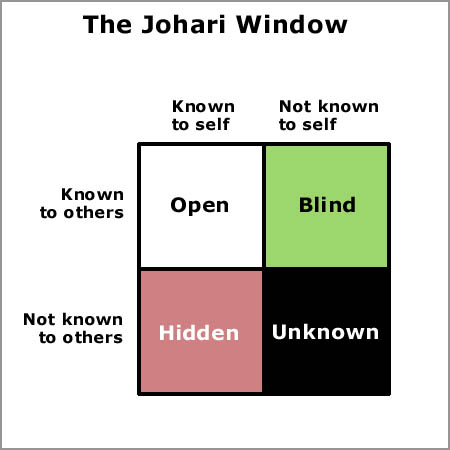 The Johari Window
Known
to self
Not known
to self
Known
to others
Open
Blind
Not known
to others
Hidden
Unknown